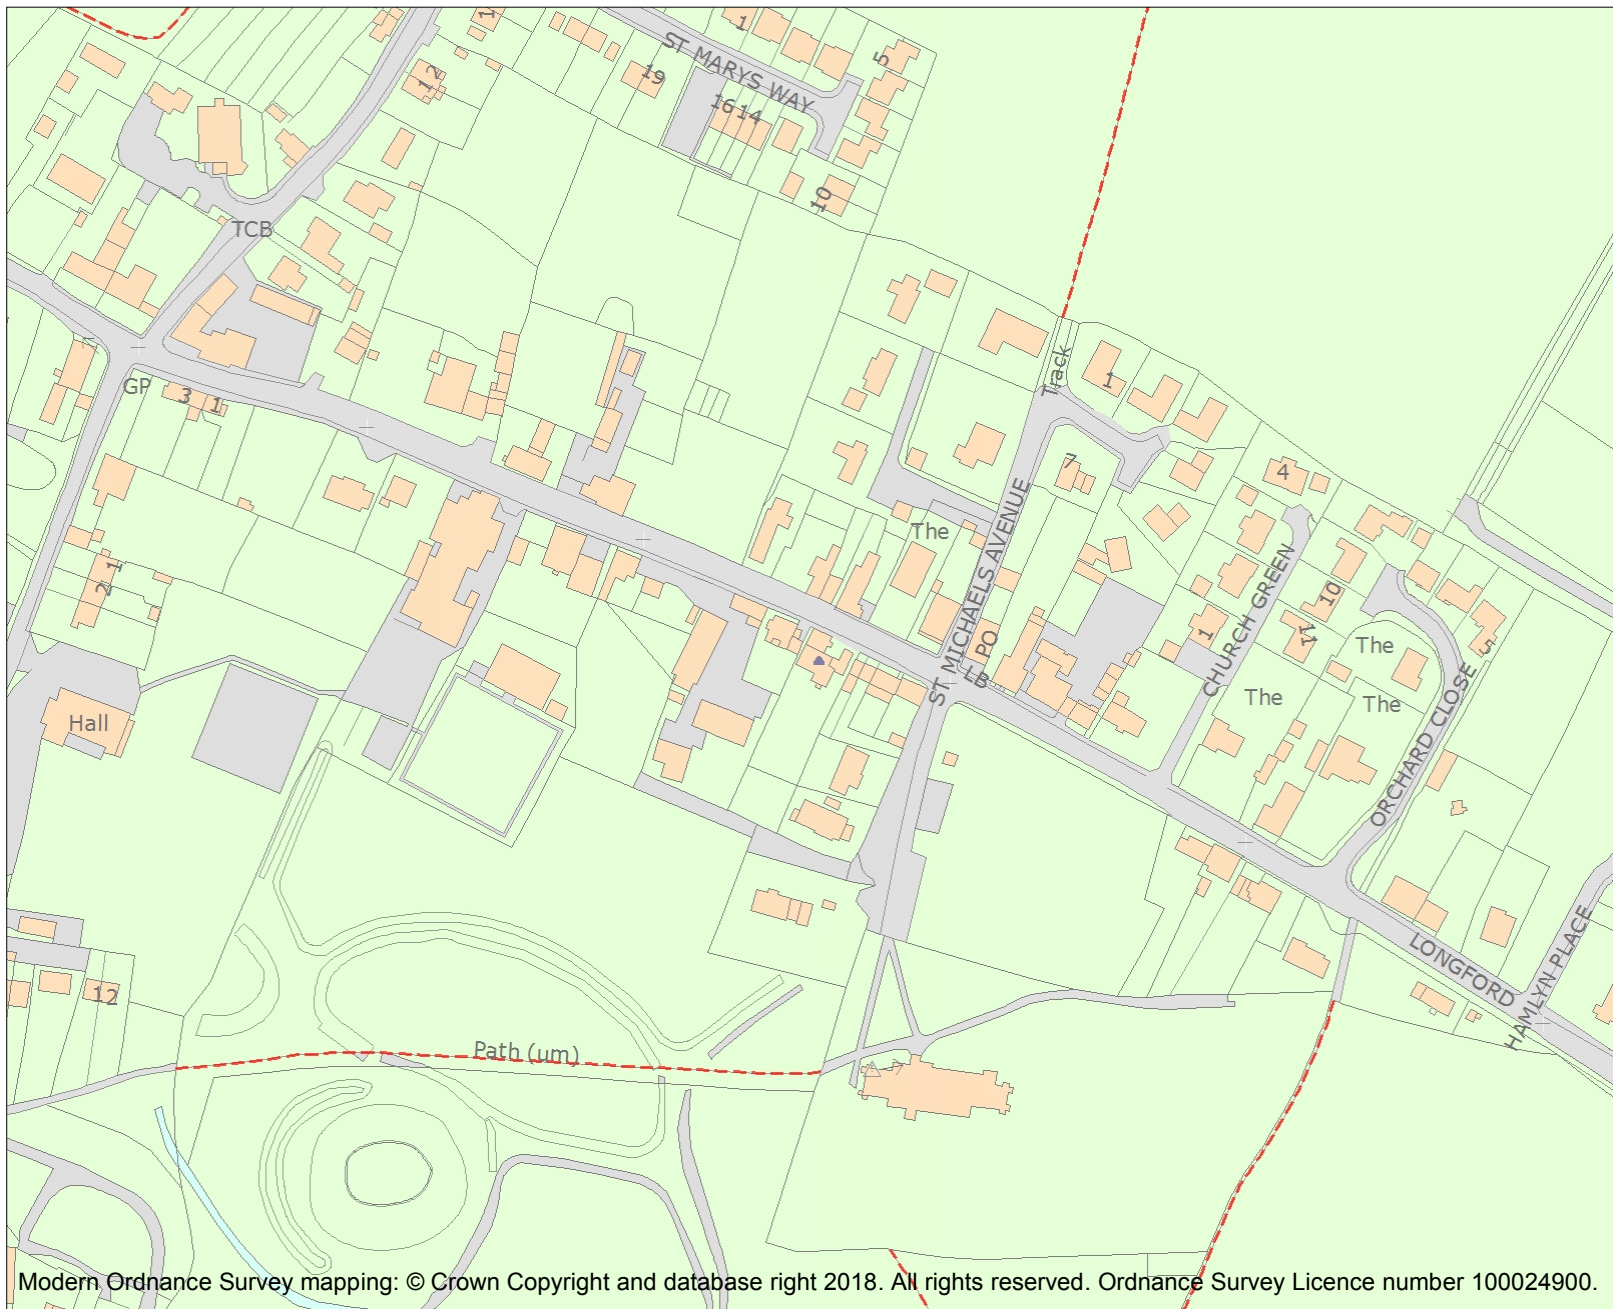 1
ST MARYS WAY
1
5
12
19
16 14
10
TCB
GP
3 1
Track
1
7
4
The
ST MICHAELS AVENUE
1
2
10
11
1
CHURCH GREEN
The
5
PO
LB
The
The
ORCHARD CLOSE
Hall
LONGFORD
HAMLYN PLACE
12
Path (um)
Modern Ordnance Survey mapping: © Crown Copyright and database right 2018. All rights reserved. Ordnance Survey Licence number 100024900.